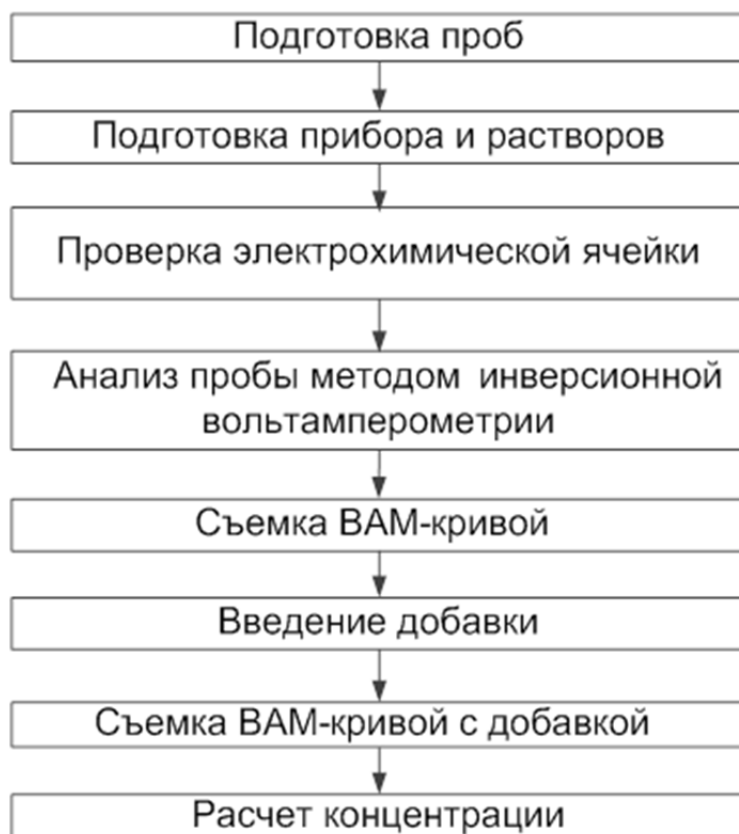 Подготовка проб
Подготовка прибора и растворов
Проверка электрохимической ячейки
Анализ пробы методом инверсионной
вольтамперометрии
Съемка ВАМ-кривой
Введение добавки
Съемка ВАМ-кривой с добавкой
Расчет концентрации